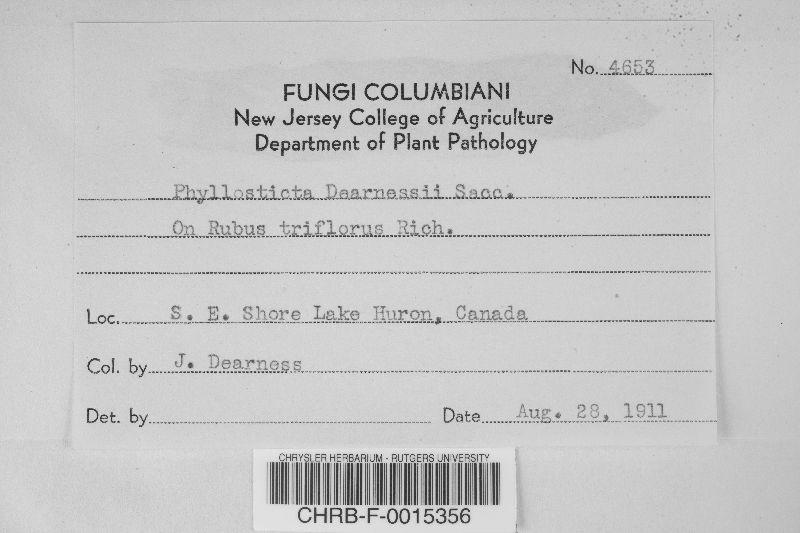 No. 4653
FUNGI COLUMBIANI
New Jersey College of Agriculture
Department of Plant Pathology
Phyllosticta Dearnessii Sacc.
On Rubus triflorus Rich.
Loc. S. E. Shore Lake Huron, Canada
Col. by J. Dearness
Det. by
Date Aug. 28, 1911
CHRYSLER HERBARIUM - RUTGERS UNIVERSITY
CHRB-F-0015356